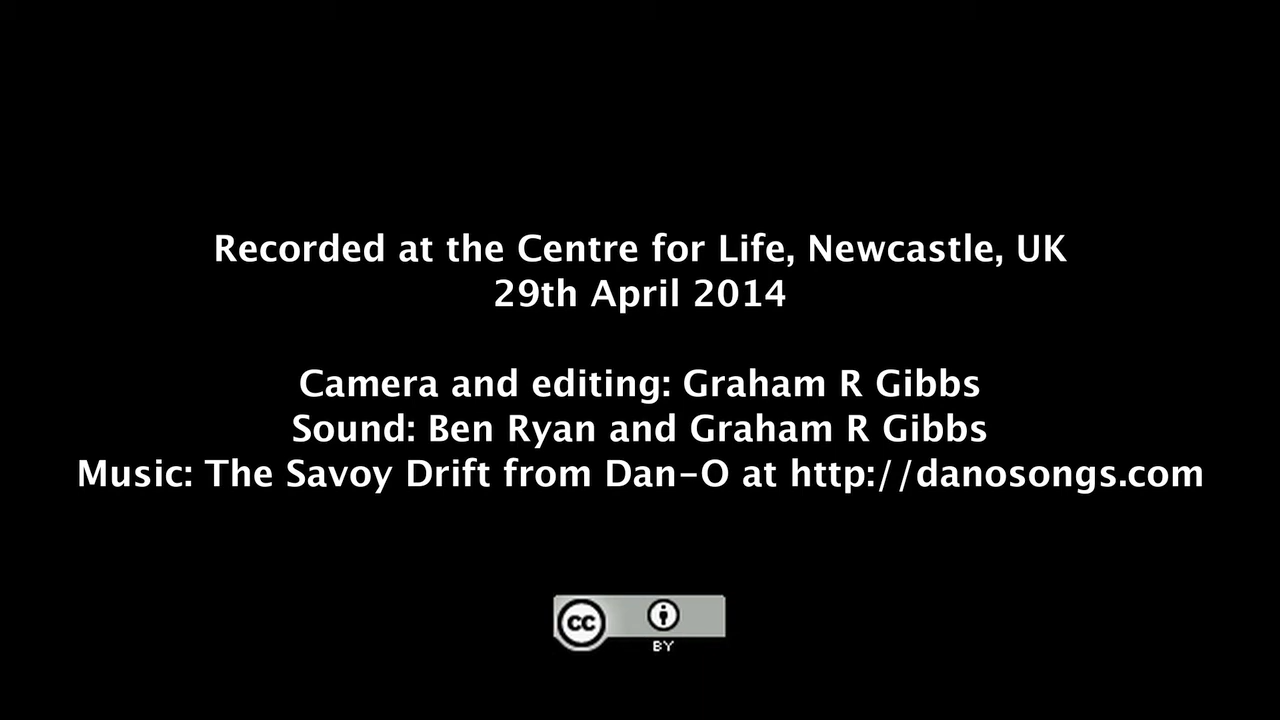 Recorded at the Centre for Life, Newcastle, UK
29th April 2014
Camera and editing: Graham R Gibbs
Sound: Ben Ryan and Graham R Gibbs
Music: The Savoy Drift from Dan-O at http://danosongs.com
cc
BY